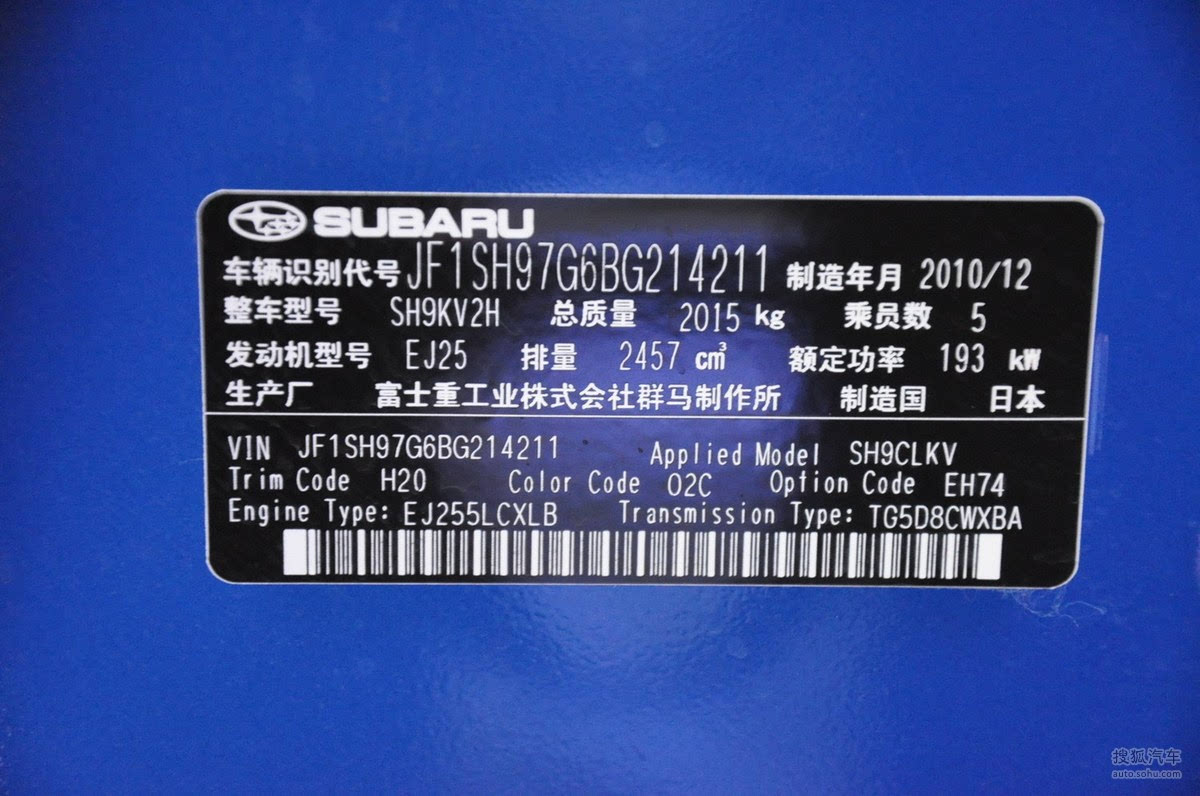 SUBARU
车辆识别代号 JF1SH97G6BG214211 制造年月 2010/12
整车型号 SH9KV2H 总质量 2015 kg 乘员数 5
发动机型号 EJ25 排量 2457 cm³ 额定功率 193 kW
生产厂 富士重工业株式会社群马制作所 制造国 日本
VIN JF1SH97G6BG214211 Applied Model SH9CLKV
Trim Code H20 Color Code 02C Option Code EH74
Engine Type: EJ255LCXLB Transmission Type: TG5D8CWXBA
搜狐汽车
auto.sohu.com